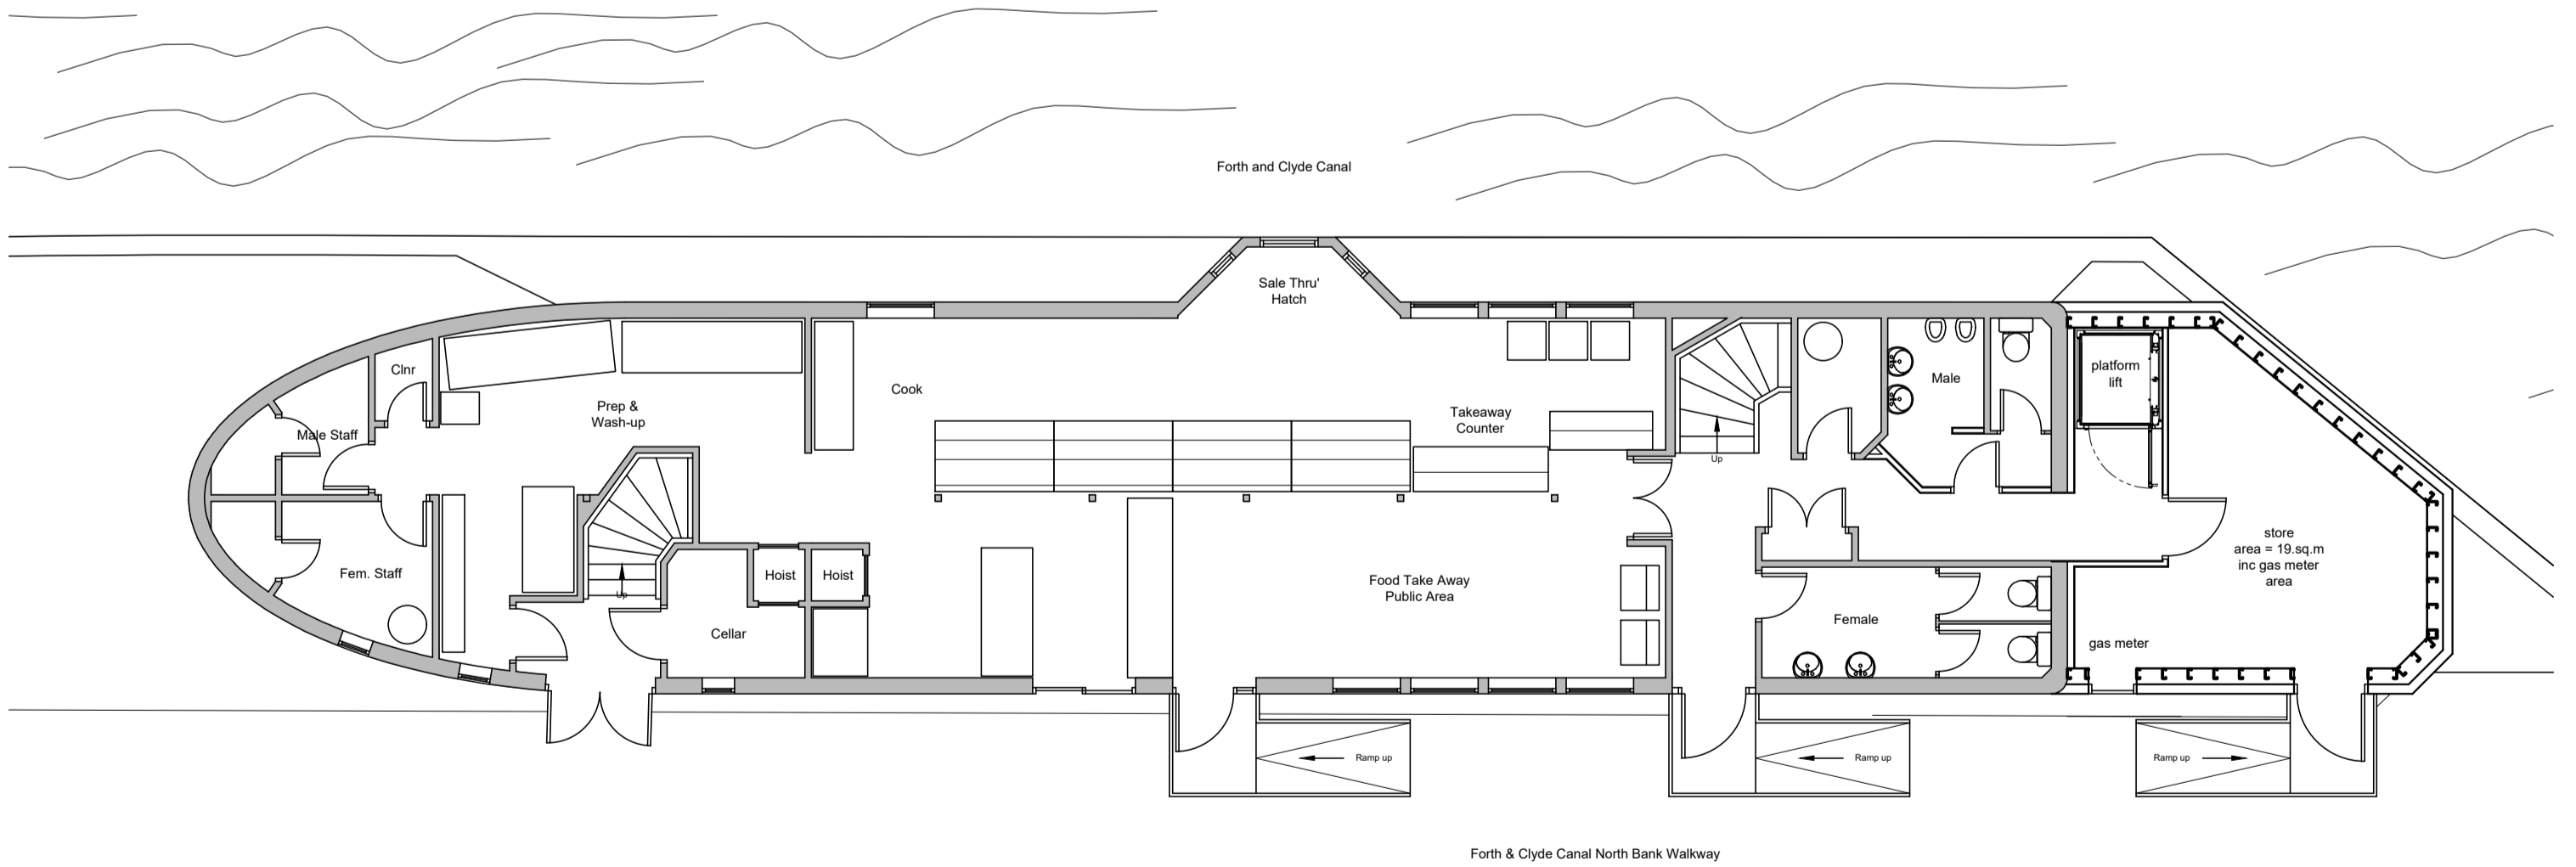 Forth and Clyde Canal
Sale Thru'
Hatch
Clnr
Male Staff
Prep &
Wash-up
Cook
Takeaway
Counter
Up
Male
platform
lift
Fem. Staff
Up
Hoist
Hoist
Cellar
Food Take Away
Public Area
Female
store
area = 19.sq.m
inc gas meter
area
gas meter
Ramp up
Ramp up
Ramp up
Forth & Clyde Canal North Bank Walkway